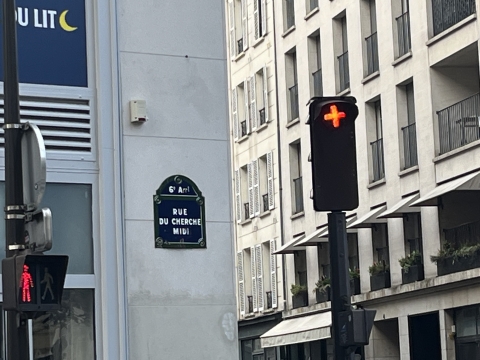 U LIT
6e Arrt
RUE
DU CHERCHE
MIDI